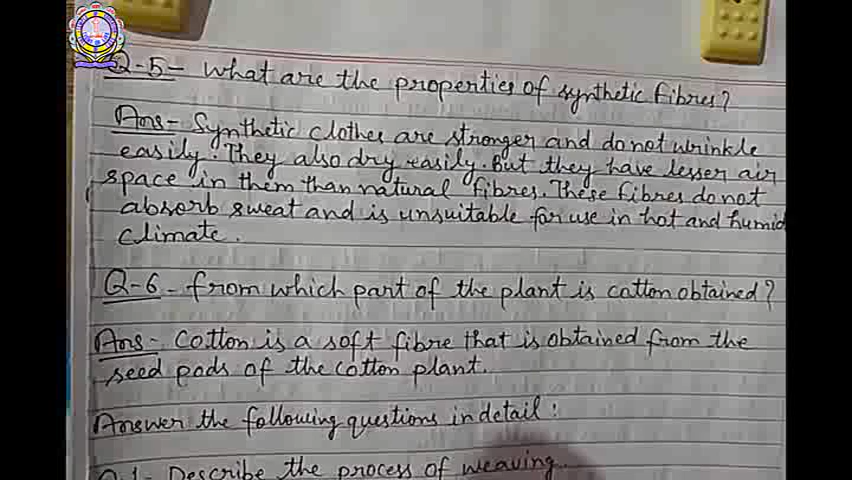 Q-5- What are the properties of synthetic fibres?
Ans- Synthetic clothes are stronger and do not wrinkle
easily. They also dry easily. But they have lesser air
space in them than natural fibres. These fibres do not
absorb sweat and is unsuitable for use in hot and humid
climate.
Q-6- From which part of the plant is cotton obtained?
Ans- Cotton is a soft fibre that is obtained from the
seed pods of the cotton plant.
Answer the following questions in detail:
Q.1- Describe the process of weaving.